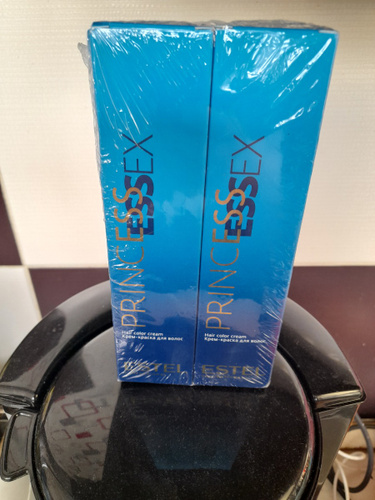 PRINCESS
ESSEX
Hair color cream
Крем-краска для волос
ESTEL
PRINCESS
ESSEX
Hair color cream
Крем-краска для волос
ESTEL